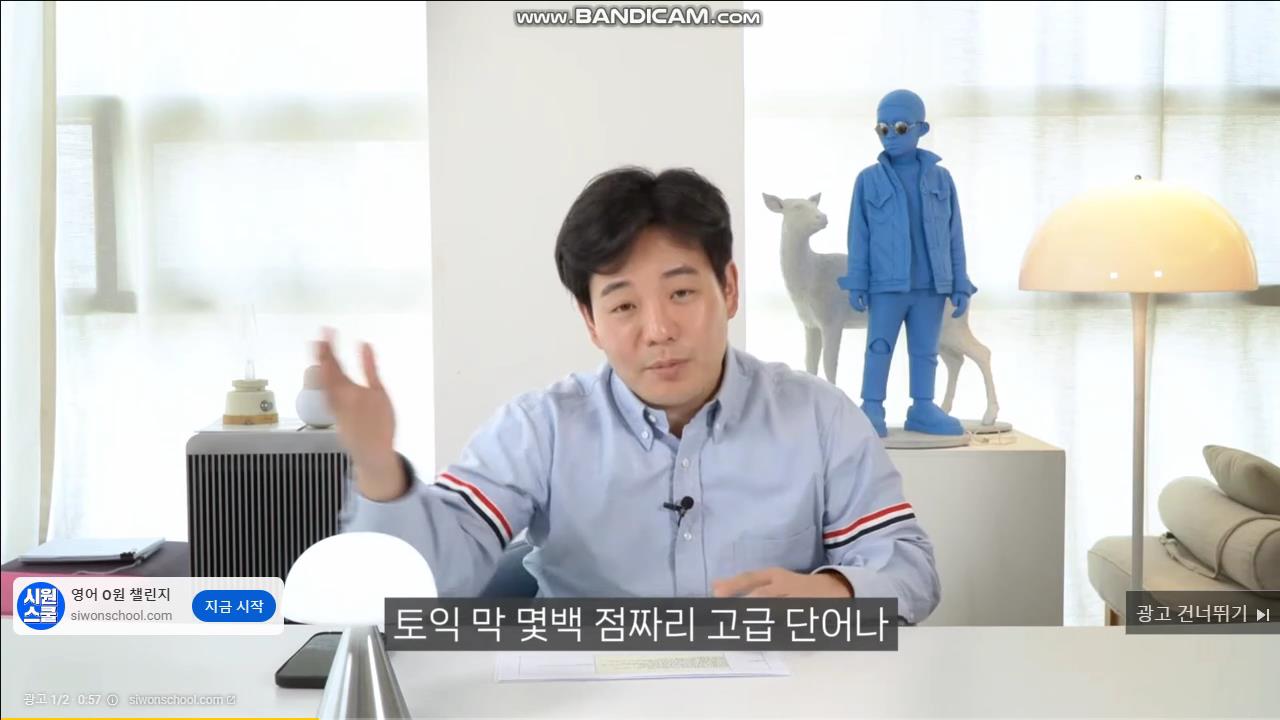 www.BANDICAM.com
시원
스쿨
영어 0원 챌린지
siwonschool.com
지금 시작
토익 막 몇백 점짜리 고급 단어나
광고 건너뛰기
광고 1/2 · 0:57
siwonschool.com